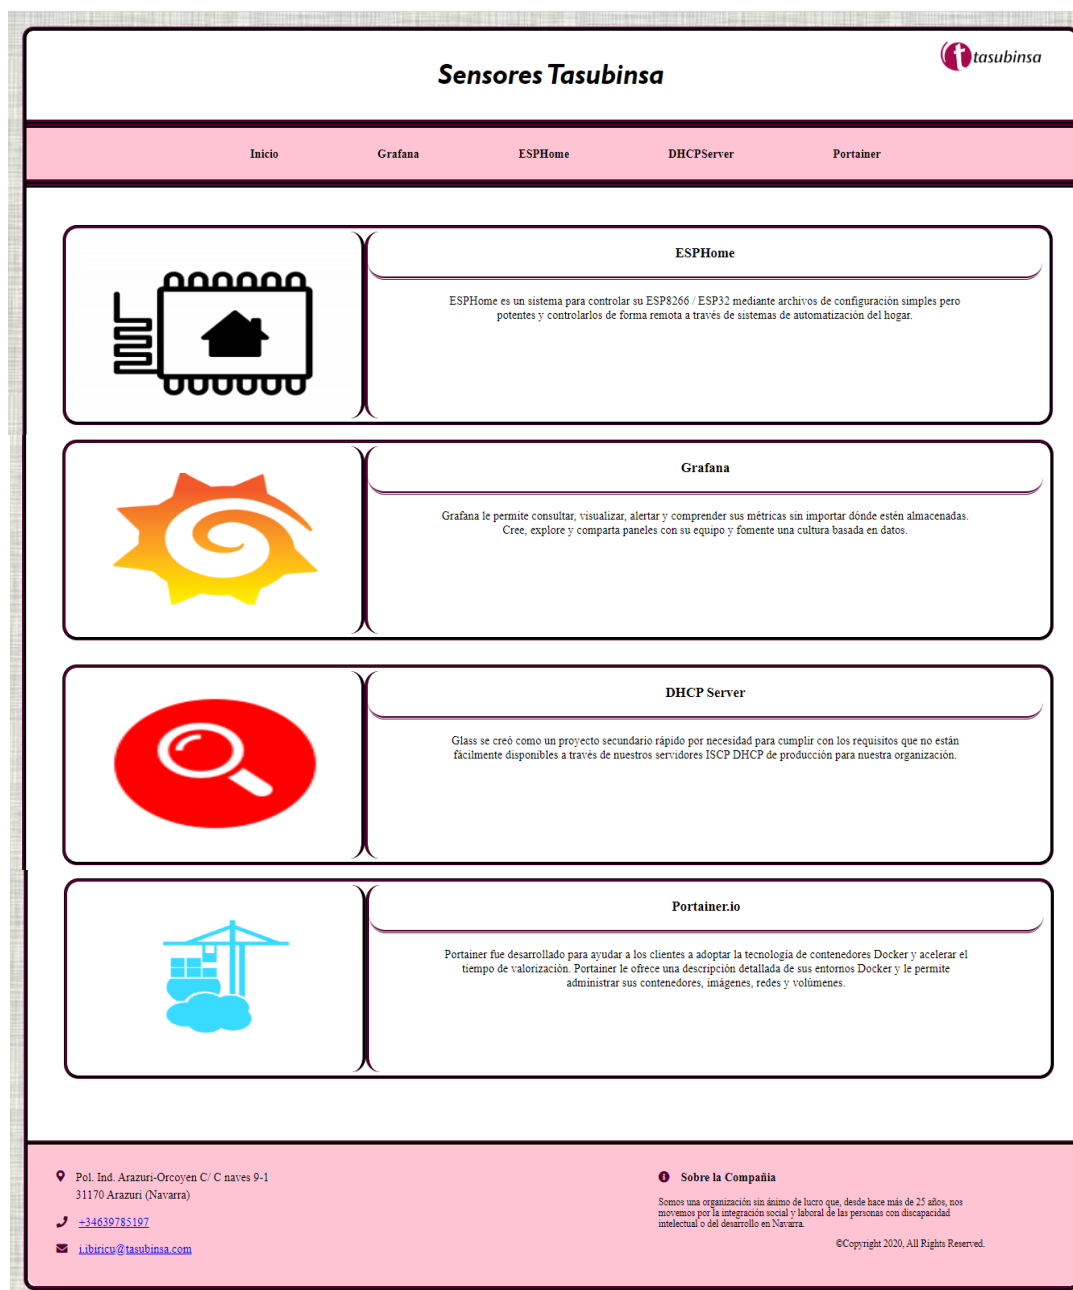 Sensores Tasubinsa
tasubinsa
Inicio Grafana ESPHome DHCPServer Portainer
ESPHome
ESPHome es un sistema para controlar su ESP8266 / ESP32 mediante archivos de configuración simples pero
potentes y controlarlos de forma remota a través de sistemas de automatización del hogar.
Grafana
Grafana le permite consultar, visualizar, alertar y comprender sus métricas sin importar dónde estén almacenadas.
Cree, explore y comparta paneles con su equipo y fomente una cultura basada en datos.
DHCP Server
Glass se creó como un proyecto secundario rápido por necesidad para cumplir con los requisitos que no están
fácilmente disponibles a través de nuestros servidores ISCP DHCP de producción para nuestra organización.
Portainer.io
Portainer fue desarrollado para ayudar a los clientes a adoptar la tecnología de contenedores Docker y acelerar el
tiempo de valorización. Portainer le ofrece una descripción detallada de sus entornos Docker y le permite
administrar sus contenedores, imágenes, redes y volúmenes.
Pol. Ind. Arazuri-Orcoyen C/ C naves 9-1
31170 Arazuri (Navarra)
+34639785197
i.ibiricu@tasubinsa.com
Sobre la Compañia
Somos una organización sin ánimo de lucro que, desde hace más de 25 años, nos
movemos por la integración social y laboral de las personas con discapacidad
intelectual o del desarrollo en Navarra.
©Copyright 2020, All Rights Reserved.